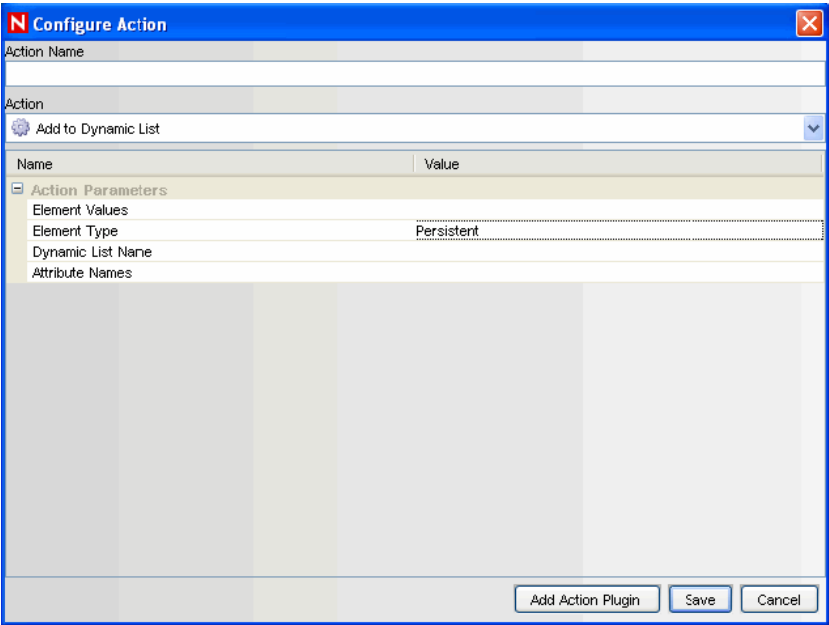 N Configure Action
Action Name
Action
Add to Dynamic List
Name Value
Action Parameters
Element Values
Element Type Persistent
Dynamic List Name
Attribute Names
Add Action Plugin Save Cancel